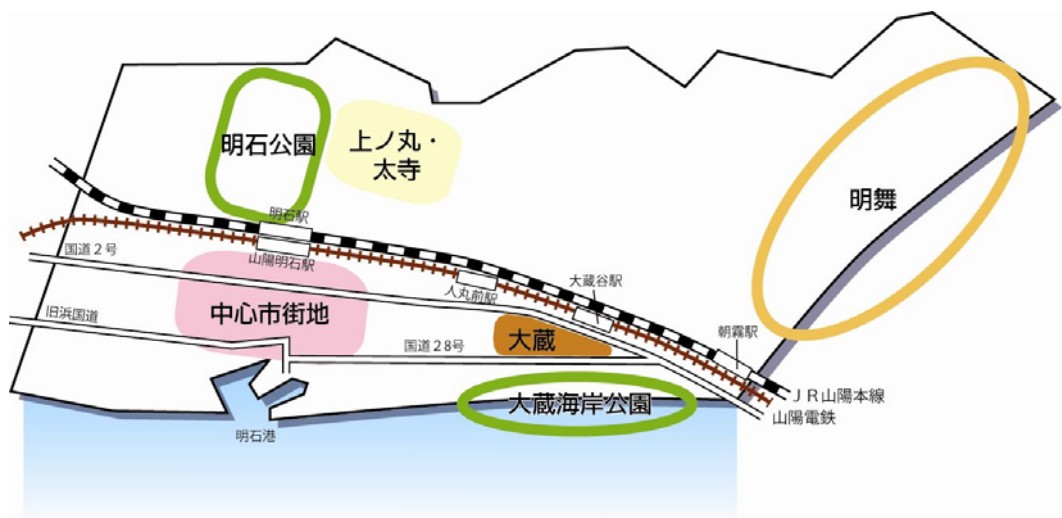 明石公園
上ノ丸・
太寺
明舞
明石駅
国道２号
山陽明石駅
大蔵谷駅
人丸前駅
中心市街地
旧浜国道
大蔵
朝霧駅
国道２８号
ＪＲ山陽本線
大蔵海岸公園
山陽電鉄
明石港